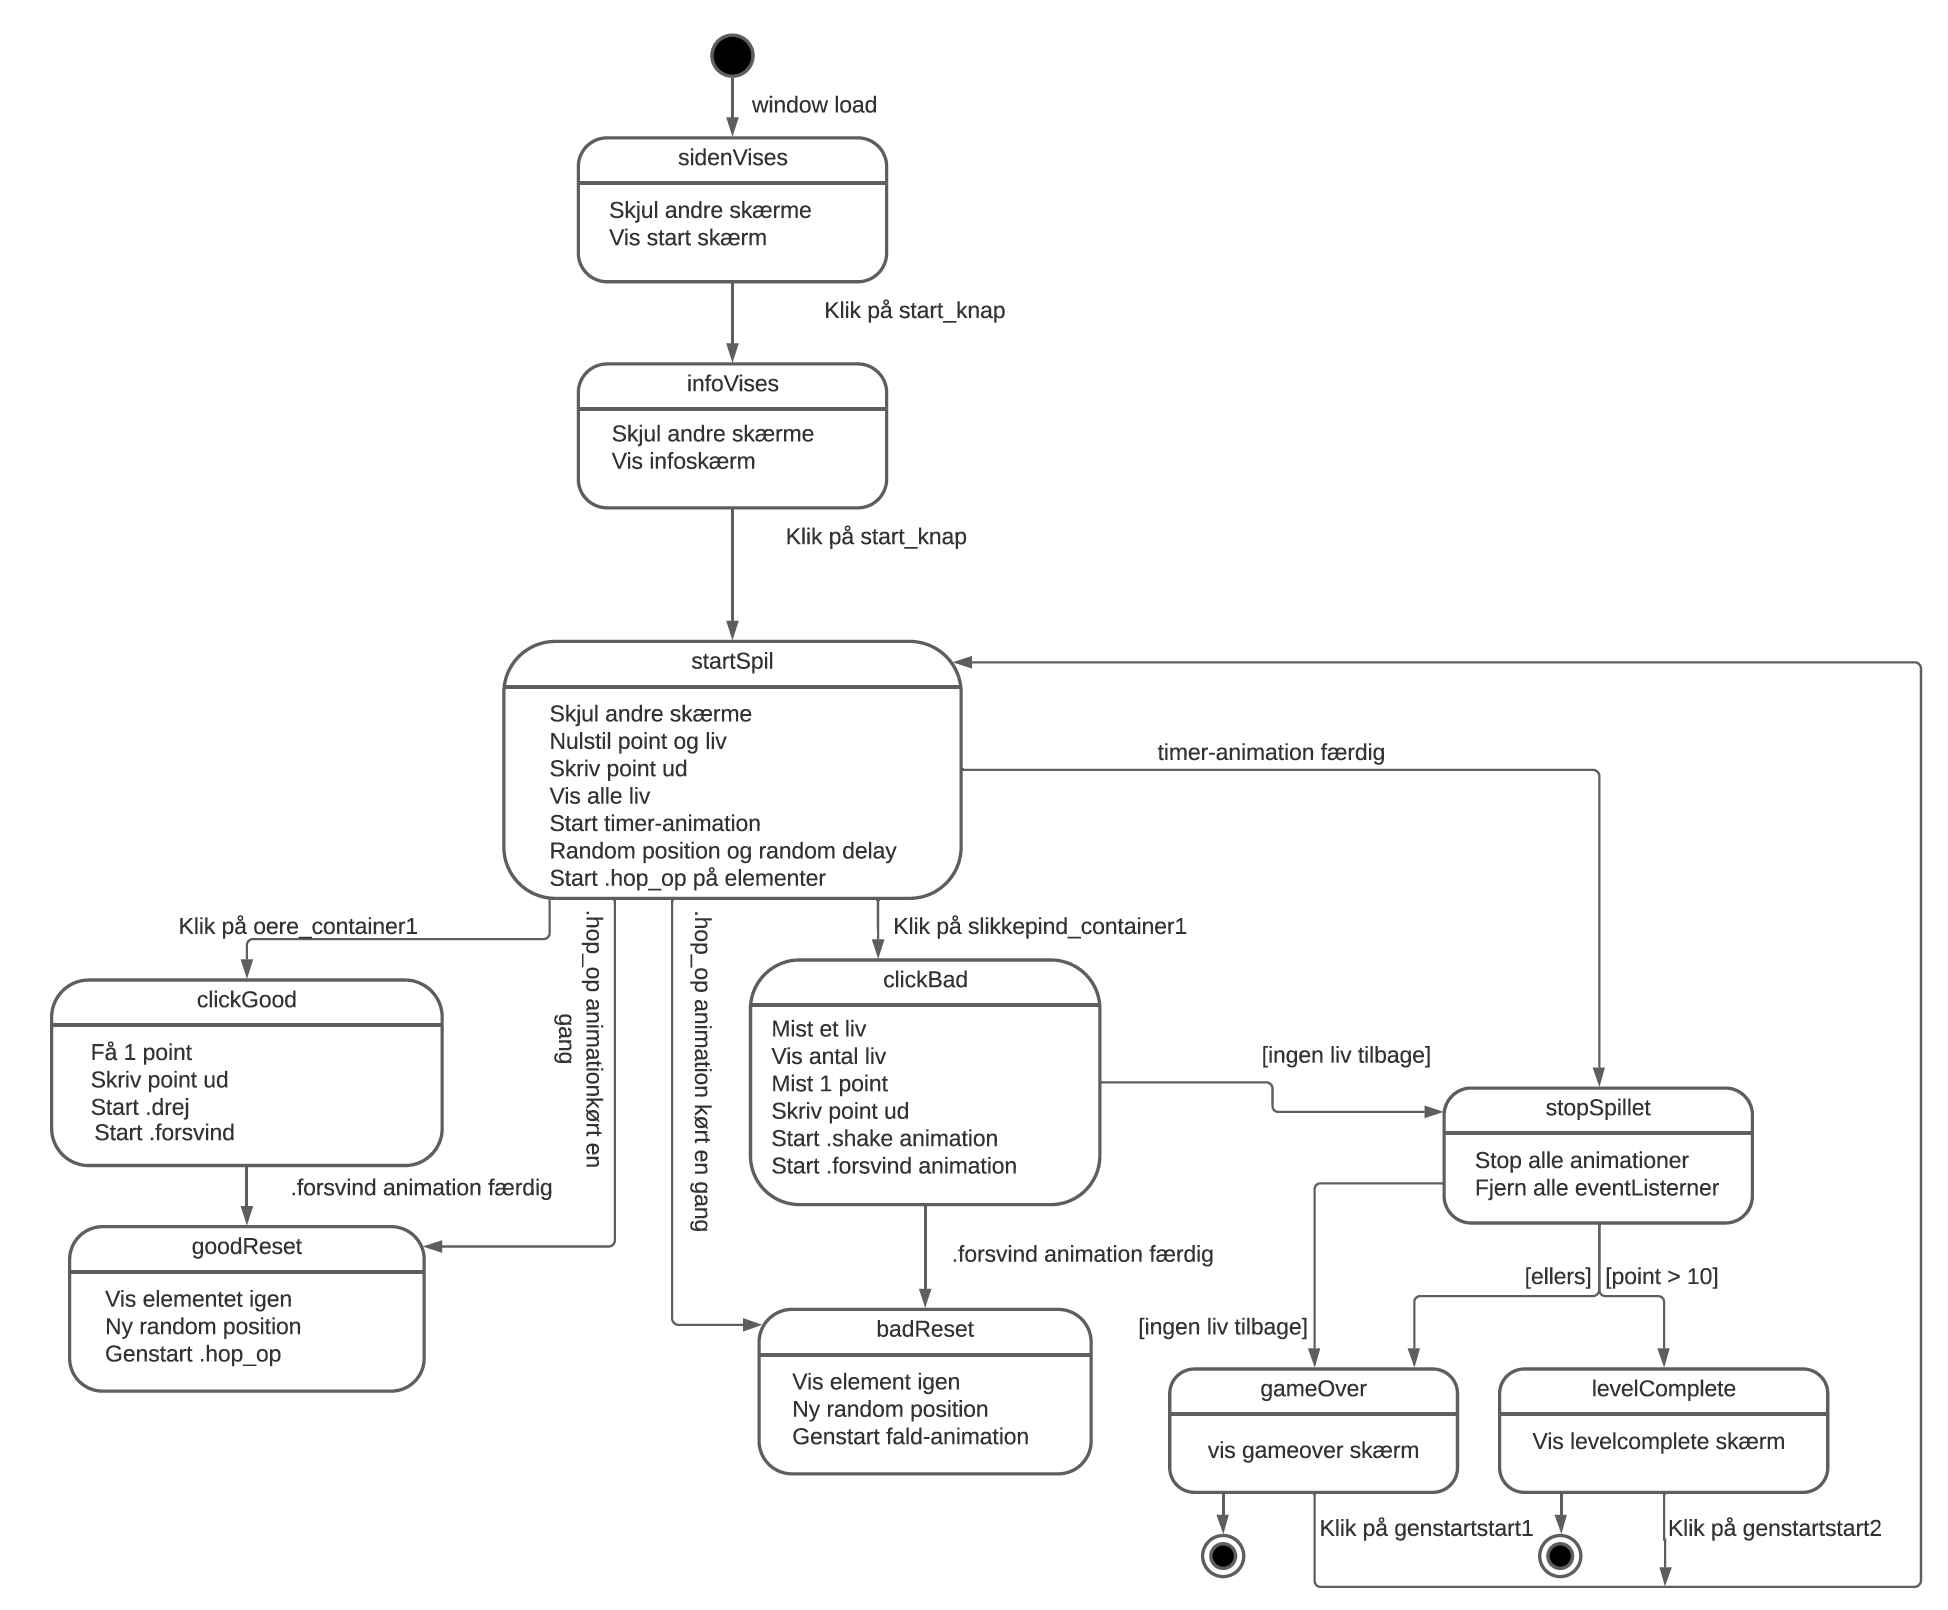 window load
sidenVises
Skjul andre skærme
Vis start skærm
Klik på start_knap
infoVises
Skjul andre skærme
Vis infoskærm
Klik på start_knap
startSpil
Skjul andre skærme
Nulstil point og liv
Skriv point ud
Vis alle liv
Start timer-animation
Random position og random delay
Start .hop_op på elementer
timer-animation færdig
Klik på oere_container1
.hop_op animationkørt en
gang
.hop_op animation kørt en gang
Klik på slikkepind_container1
clickGood
Få 1 point
Skriv point ud
Start .drej
Start .forsvind
.forsvind animation færdig
goodReset
Vis elementet igen
Ny random position
Genstart .hop_op
clickBad
Mist et liv
Vis antal liv
Mist 1 point
Skriv point ud
Start .shake animation
Start .forsvind animation
.forsvind animation færdig
badReset
Vis element igen
Ny random position
Genstart fald-animation
[ingen liv tilbage]
stopSpillet
Stop alle animationer
Fjern alle eventListerner
[ellers]
[point > 10]
[ingen liv tilbage]
gameOver
vis gameover skærm
levelComplete
Vis levelcomplete skærm
Klik på genstartstart1
Klik på genstartstart2